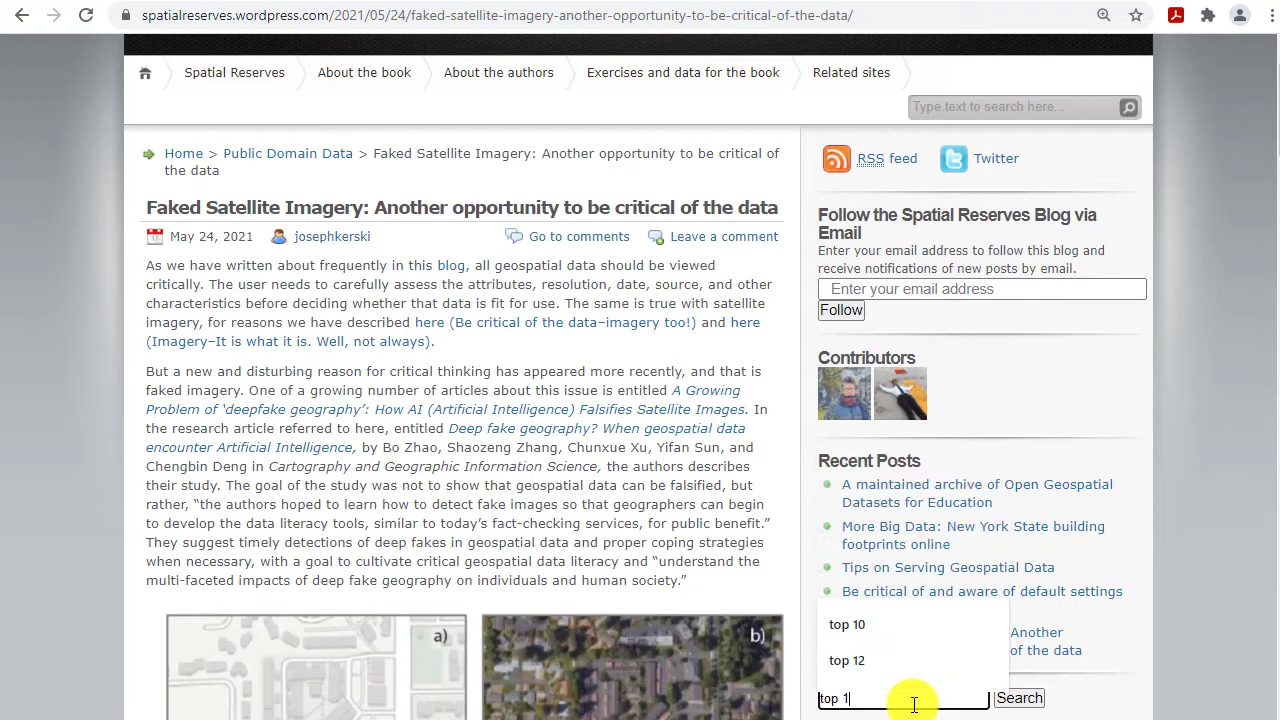 spatialreserves.wordpress.com/2021/05/24/faked-satellite-imagery-another-opportunity-to-be-critical-of-the-data/
Spatial Reserves
About the book
About the authors
Exercises and data for the book
Related sites
Type text to search here...
Home > Public Domain Data > Faked Satellite Imagery: Another opportunity to be critical of
the data
Faked Satellite Imagery: Another opportunity to be critical of the data
May 24, 2021
josephkerski
Go to comments
Leave a comment
As we have written about frequently in this blog, all geospatial data should be viewed
critically. The user needs to carefully assess the attributes, resolution, date, source, and other
characteristics before deciding whether that data is fit for use. The same is true with satellite
imagery, for reasons we have described here (Be critical of the data–imagery too!) and here
(Imagery–It is what it is. Well, not always).
But a new and disturbing reason for critical thinking has appeared more recently, and that is
faked imagery. One of a growing number of articles about this issue is entitled A Growing
Problem of ‘deepfake geography’: How AI (Artificial Intelligence) Falsifies Satellite Images. In
the research article referred to here, entitled Deep fake geography? When geospatial data
encounter Artificial Intelligence, by Bo Zhao, Shaozeng Zhang, Chunxue Xu, Yifan Sun, and
Chengbin Deng in Cartography and Geographic Information Science, the authors describes
their study. The goal of the study was not to show that geospatial data can be falsified, but
rather, “the authors hoped to learn how to detect fake images so that geographers can begin
to develop the data literacy tools, similar to today’s fact-checking services, for public benefit.”
They suggest timely detections of deep fakes in geospatial data and proper coping strategies
when necessary, with a goal to cultivate critical geospatial data literacy and “understand the
multi-faceted impacts of deep fake geography on individuals and human society.”
a)
b)
RSS feed
Twitter
Follow the Spatial Reserves Blog via
Email
Enter your email address to follow this blog and
receive notifications of new posts by email.
Enter your email address
Follow
Contributors
Recent Posts
A maintained archive of Open Geospatial
Datasets for Education
More Big Data: New York State building
footprints online
Tips on Serving Geospatial Data
Be critical of and aware of default settings
Another
of the data
top 10
top 12
top 1
Search